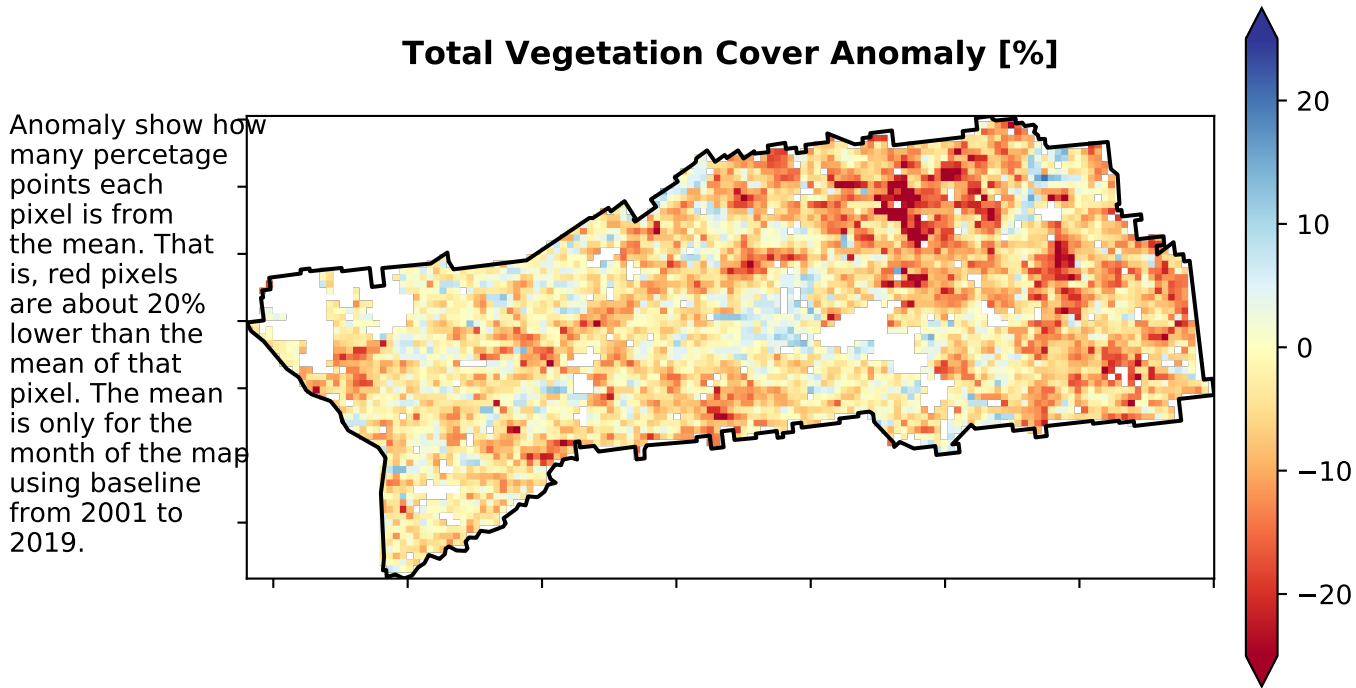 Total Vegetation Cover Anomaly [%]
Anomaly show how
many percetage
points each
pixel is from
the mean. That
is, red pixels
are about 20%
lower than the
mean of that
pixel. The mean
is only for the
month of the map
using baseline
from 2001 to
2019.
20
10
0
−10
−20